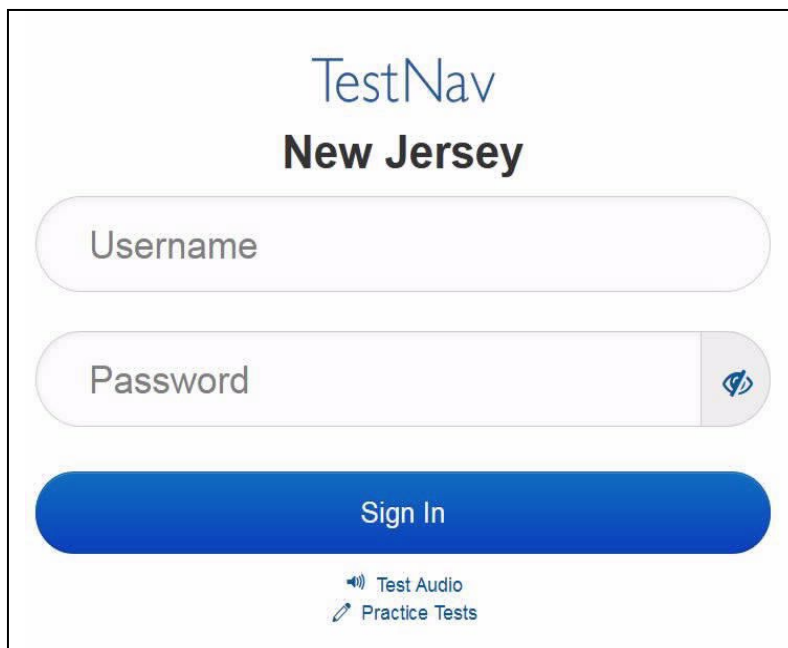 TestNav
New Jersey
Username
Password
Sign In
Test Audio
Practice Tests